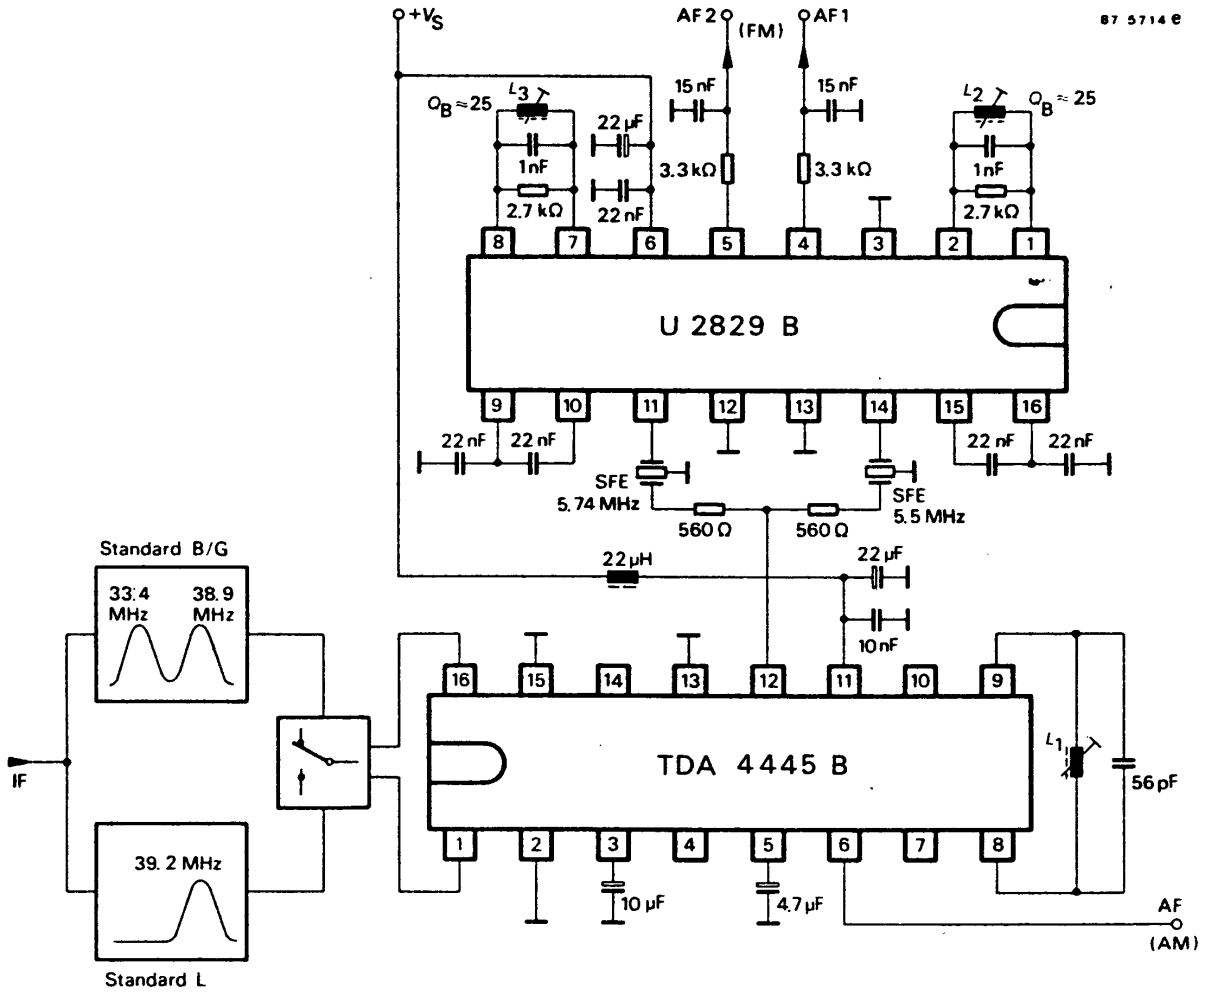 +VS
AF2
(FM)
AF1
87 5714 e
QB≈25
L3
22 µF
15 nF
15 nF
L2
QB≈25
1 nF
3.3 kΩ
3.3 kΩ
1 nF
2.7 kΩ
22 nF
2.7 kΩ
8
7
6
5
4
3
2
1
U 2829 B
9
10
11
12
13
14
15
16
22 nF
22 nF
22 nF
22 nF
SFE
5.74 MHz
SFE
5.5 MHz
560 Ω
560 Ω
Standard B/G
22 µH
22 µF
33.4
MHz
38.9
MHz
10 nF
16
15
14
13
12
11
10
9
IF
TDA 4445 B
L1
56 pF
1
2
3
4
5
6
7
8
39.2 MHz
10 µF
4.7 µF
AF
(AM)
Standard L